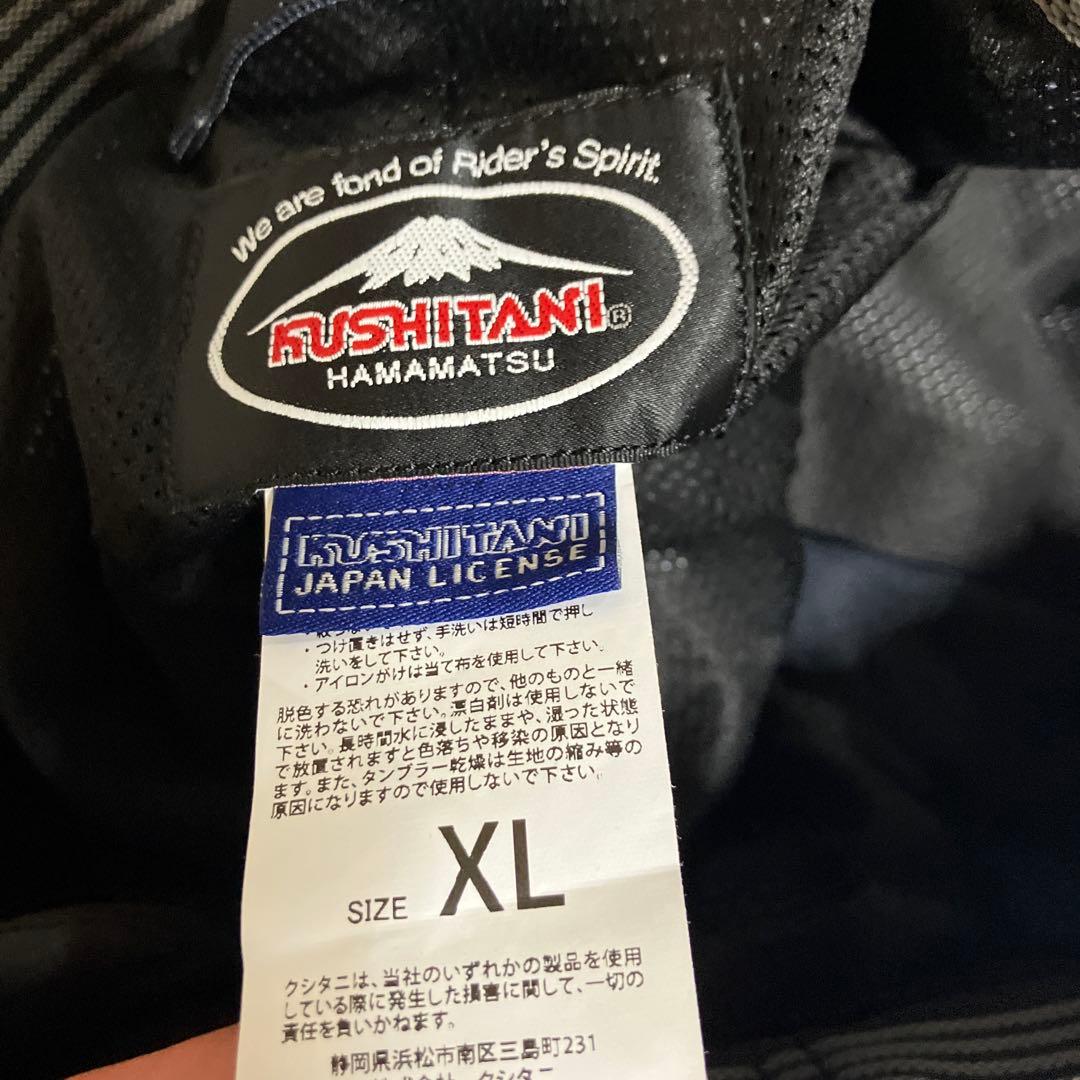 We are fond of Rider's Spirit.
KUSHITANI®
HAMAMATSU
KUSHITANI
JAPAN LICENSE
・つけ置きはせず、手洗いは短時間で押し
洗いをして下さい。
・アイロンがけは当て布を使用して下さい。
脱色する恐れがありますので、他のものと一緒
に洗わないで下さい。漂白剤は使用しないで
下さい。長時間水に浸したままや、湿った状態
で放置されますと色落ちや移染の原因となり
ます。また、タンブラー乾燥は生地の縮み等の
原因になりますので使用しないで下さい。
SIZE XL
クシタニは、当社のいずれかの製品を使用
している際に発生した損害に関して、一切の
責任を負いかねます。
静岡県浜松市南区三島町231
株式会社 クシタニ